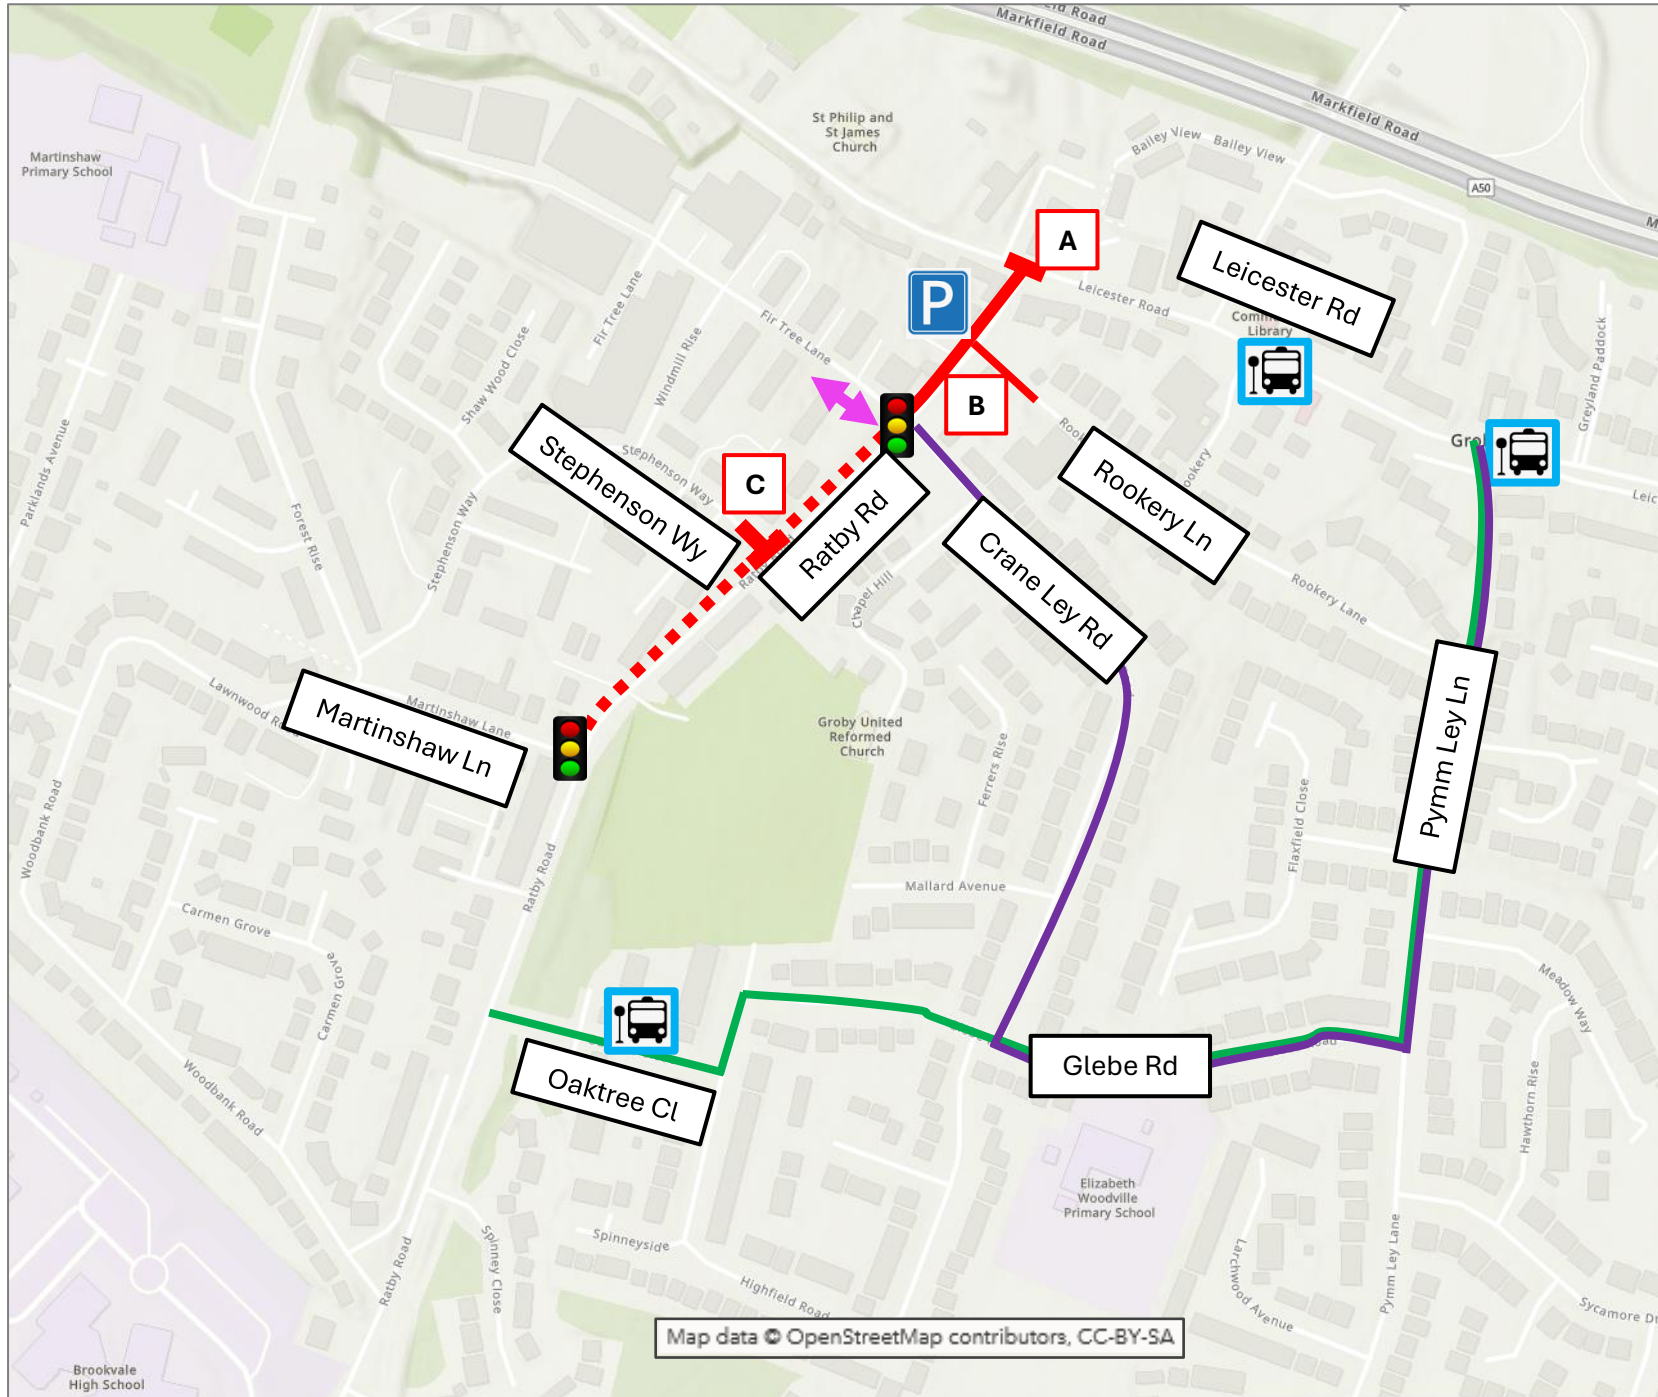 ld Road
Markfield Road
Markfield Road
St Philip and
St James
Church
Bailey View
Bailey View
Martinshaw
Primary School
A50
A
Leicester Rd
P
Leicester Road
Library
Fir Tree Lane
Fir Tree Lane
Windmill Rise
Shaw Wood Close
Greyland Paddock
B
Parklands Avenue
Stephenson Wy
Stephenson Way
C
Rookery Ln
Ratby Rd
Crane Ley Rd
Forest Rise
Stephenson Way
Chapel Hill
Rookery Lane
Martinshaw Ln
Martinshaw Lane
Groby United
Reformed
Church
Ferrers Rise
Pymm Ley Ln
Woodbank Road
Flaxfield Close
Ratby Road
Mallard Avenue
Carmen Grove
Carmen Grove
Meadow Way
Glebe Rd
Oaktree Cl
Woodbank Road
Hawthorn Rise
Elizabeth
Woodville
Primary School
Spinneyside
Spinney Close
Ratby Road
Highfield Road
Larchwood Avenue
Pymm Ley Lane
Map data © OpenStreetMap contributors, CC-BY-SA
Brookvale
High School